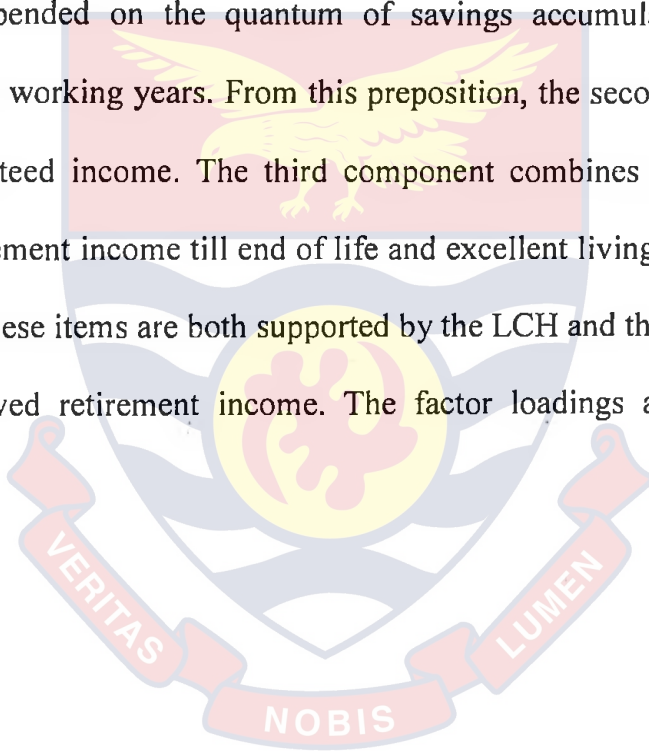 pended on the quantum of savings accumul
working years. From this preposition, the seco
teed income. The third component combines
ement income till end of life and excellent living
ese items are both supported by the LCH and th
ved retirement income. The factor loadings a
VERITAS
NOBIS
LUMEN